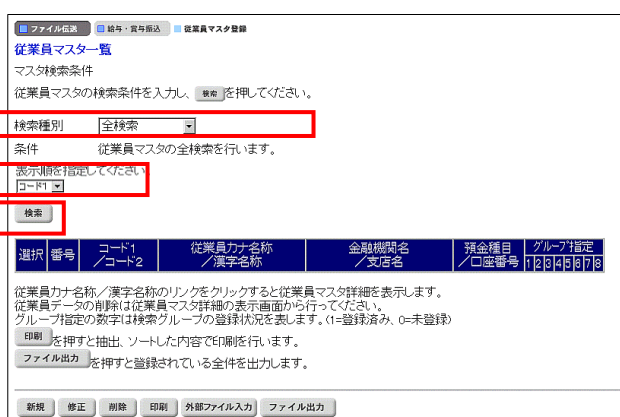 ファイル伝送 給与・賞与振込 従業員マスタ登録
従業員マスター覧
マスタ検索条件
従業員マスタの検索条件を入力し、 検索 を押してください。
検索種別 全検索
条件 従業員マスタの全検索を行います。
表示順を指定してください。
コード1
検索
選択 番号 コード1/コード2 従業員カナ名称/漢字名称 金融機関名/支店名 預金種目/口座番号 グループ指定
1 2 3 4 5 6 7 8
従業員カナ名称/漢字名称のリンクをクリックすると従業員マスタ詳細を表示します。
従業員データの削除は従業員マスタ詳細の表示画面から行ってください。
グループ指定の数字は検索グループの登録状況を表します。(1=登録済み、0=未登録)
印刷 を押すと抽出、ソートした内容で印刷を行います。
ファイル出力 を押すと登録されている全件を出力します。
新規 修正 削除 印刷 外部ファイル入力 ファイル出力